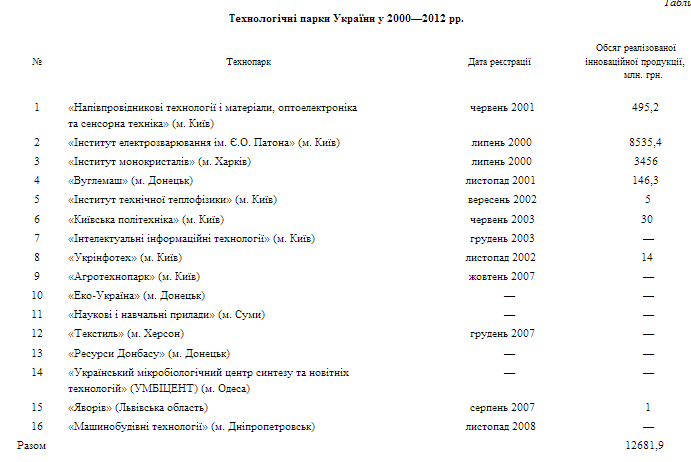 Табли
Технологічні парки України у 2000—2012 рр.
№ Технопарк Дата реєстрації Обсяг реалізованої
інноваційної продукції,
млн. грн.
1 «Напівпровідникові технології і матеріали, оптоелектроніка червень 2001 495,2
та сенсорна техніка» (м. Київ)
2 «Інститут електрозварювання ім. Є.О. Патона» (м. Київ) липень 2000 8535,4
3 «Інститут монокристалів» (м. Харків) липень 2000 3456
4 «Вуглемаш» (м. Донецьк) листопад 2001 146,3
5 «Інститут технічної теплофізики» (м. Київ) вересень 2002 5
6 «Київська політехніка» (м. Київ) червень 2003 30
7 «Інтелектуальні інформаційні технології» (м. Київ) грудень 2003 —
8 «Укрінфотех» (м. Київ) листопад 2002 14
9 «Агротехнопарк» (м. Київ) жовтень 2007 —
10 «Еко-Україна» (м. Донецьк) — —
11 «Наукові і навчальні прилади» (м. Суми) — —
12 «Текстиль» (м. Херсон) грудень 2007 —
13 «Ресурси Донбасу» (м. Донецьк) — —
14 «Український мікробіологічний центр синтезу та новітніх — —
технологій» (УМБІЦЕНТ) (м. Одеса)
15 «Яворів» (Львівська область) серпень 2007 1
16 «Машинобудівні технології» (м. Дніпропетровськ) листопад 2008 —
Разом 12681,9